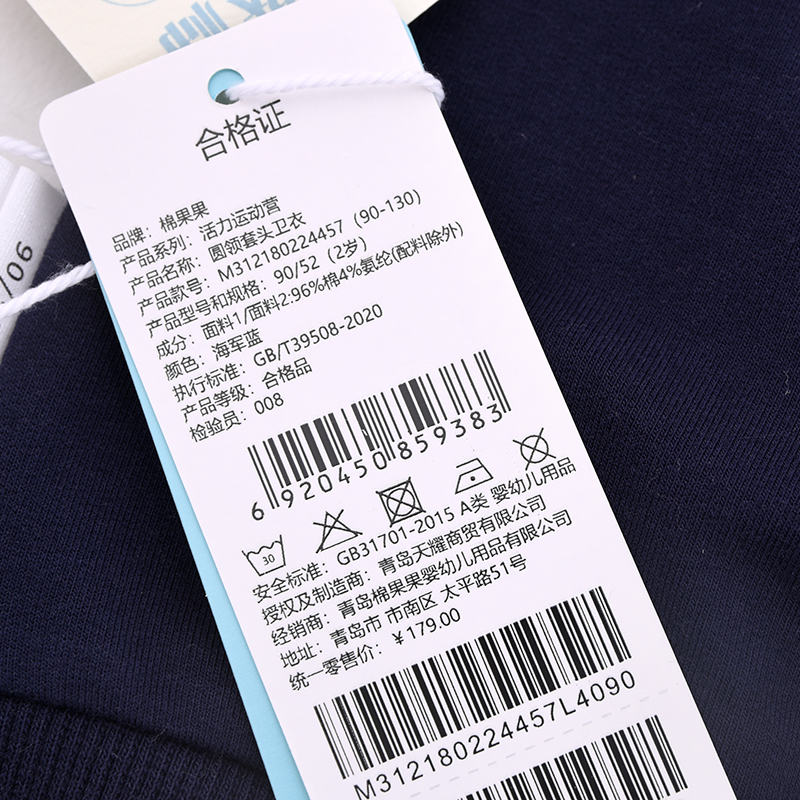 合格证
品牌：棉果果
产品系列：活力运动营
产品名称：圆领套头卫衣
产品款号：M312180224457（90-130）
产品型号和规格：90/52（2岁）
成分：面料1/面料2:96%棉4%氨纶(配料除外)
颜色：海军蓝
执行标准：GB/T39508-2020
产品等级：合格品
检验员：008
6 920450 859383
30
安全标准：GB31701-2015 A类 婴幼儿用品
授权及制造商：青岛天耀商贸有限公司
经销商：青岛棉果果婴幼儿用品有限公司
地址：青岛市 市南区 太平路51号
统一零售价：￥179.00
M312180224457L4090
/06